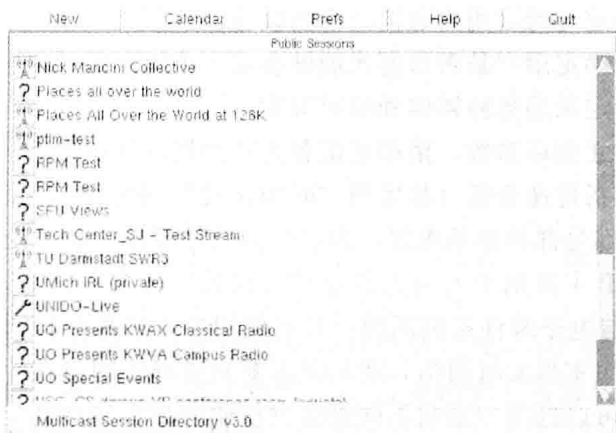 New Calendar Prefs Help Quit
Public Sessions
Nick Mancini Collective
? Places all over the world
Places All Over the World at 128K
ptim-test
? RPM Test
? RPM Test
? SFU Views
Tech Center_SJ - Test Stream
TU Darmstadt SWR3
? UMich IRL (private)
UNIDO-Live
? UO Presents KWAX Classical Radio
? UO Presents KWVA Campus Radio
? UO Special Events
Multicast Session Directory v3.0